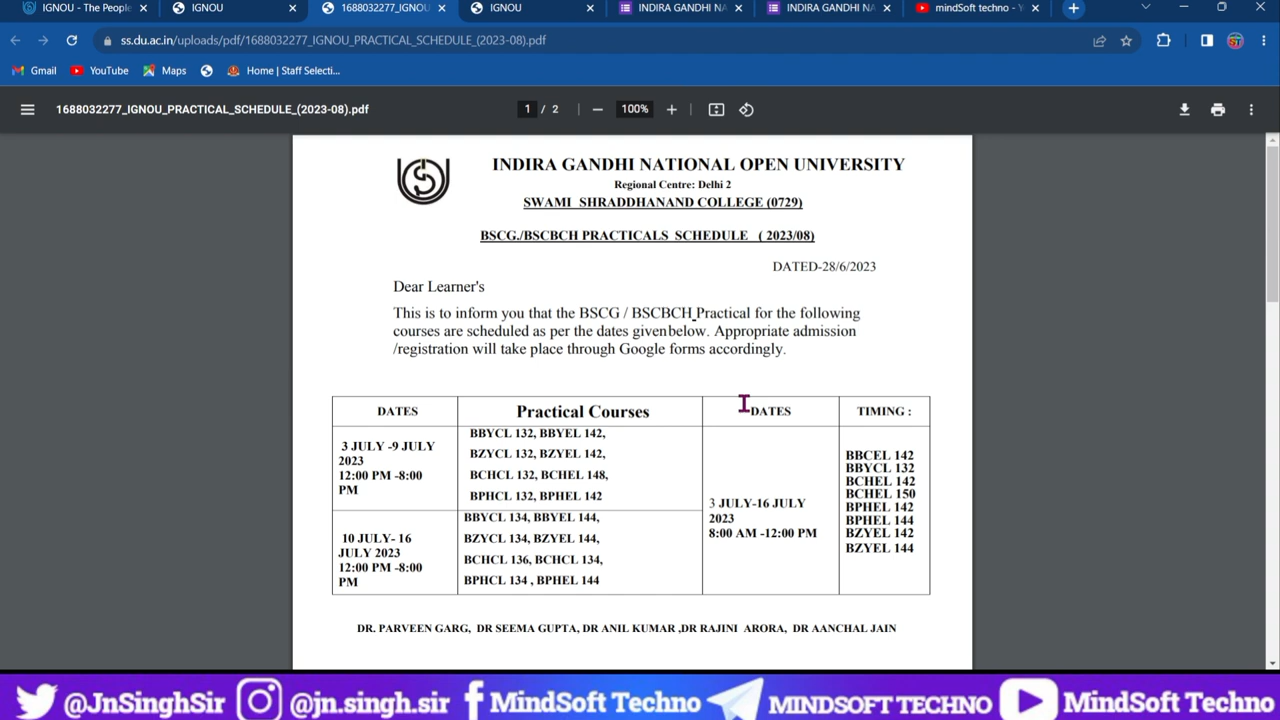 IGNOU - The People
IGNOU
1688032277_IGNOU_PRACTICAL
IGNOU
INDIRA GANDHI NA
INDIRA GANDHI NA
mindSoft techno - Y
ss.du.ac.in/uploads/pdf/1688032277_IGNOU_PRACTICAL_SCHEDULE_(2023-08).pdf
Gmail
YouTube
Maps
Home | Staff Selecti...
1688032277_IGNOU_PRACTICAL_SCHEDULE_(2023-08).pdf
1 / 2
100%
INDIRA GANDHI NATIONAL OPEN UNIVERSITY
Regional Centre: Delhi 2
SWAMI SHRADDHANAND COLLEGE (0729)
BSCG./BSCBCH PRACTICALS SCHEDULE ( 2023/08)
DATED-28/6/2023
Dear Learner's
This is to inform you that the BSCG / BSCBCH Practical for the following
courses are scheduled as per the dates given below. Appropriate admission
/registration will take place through Google forms accordingly.
DATES
Practical Courses
DATES
TIMING :
3 JULY -9 JULY
2023
12:00 PM -8:00
PM
BBYCL 132, BBYEL 142,
BZYCL 132, BZYEL 142,
BCHCL 132, BCHEL 148,
BPHCL 132, BPHEL 142
10 JULY- 16
JULY 2023
12:00 PM -8:00
PM
BBYCL 134, BBYEL 144,
BZYCL 134, BZYEL 144,
BCHCL 136, BCHCL 134,
BPHCL 134 , BPHEL 144
3 JULY-16 JULY
2023
8:00 AM -12:00 PM
BBCEL 142
BBYCL 132
BCHEL 142
BCHEL 150
BPHEL 142
BPHEL 144
BZYEL 142
BZYEL 144
DR. PARVEEN GARG, DR SEEMA GUPTA, DR ANIL KUMAR ,DR RAJINI ARORA, DR AANCHAL JAIN
@JnSinghSir
@jn.singh.sir
MindSoft Techno
MINDSOFT TECHNO
MindSoft Techno